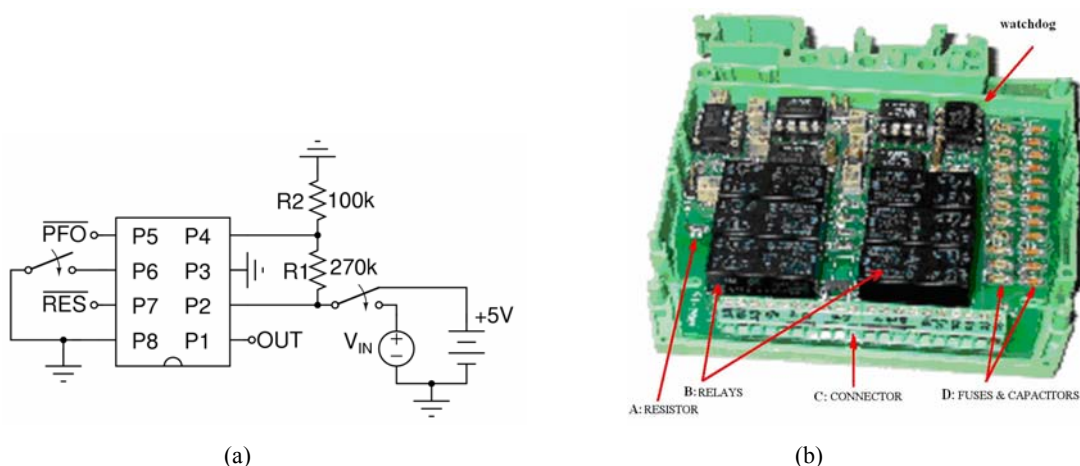 watchdog
R2 100k
PFO P5 P4
P6 P3
R1 270k
RES P7 P2
+5V
P8 P1 OUT
VIN
+
−
B: RELAYS
A: RESISTOR
C: CONNECTOR
D: FUSES & CAPACITORS
(a)
(b)